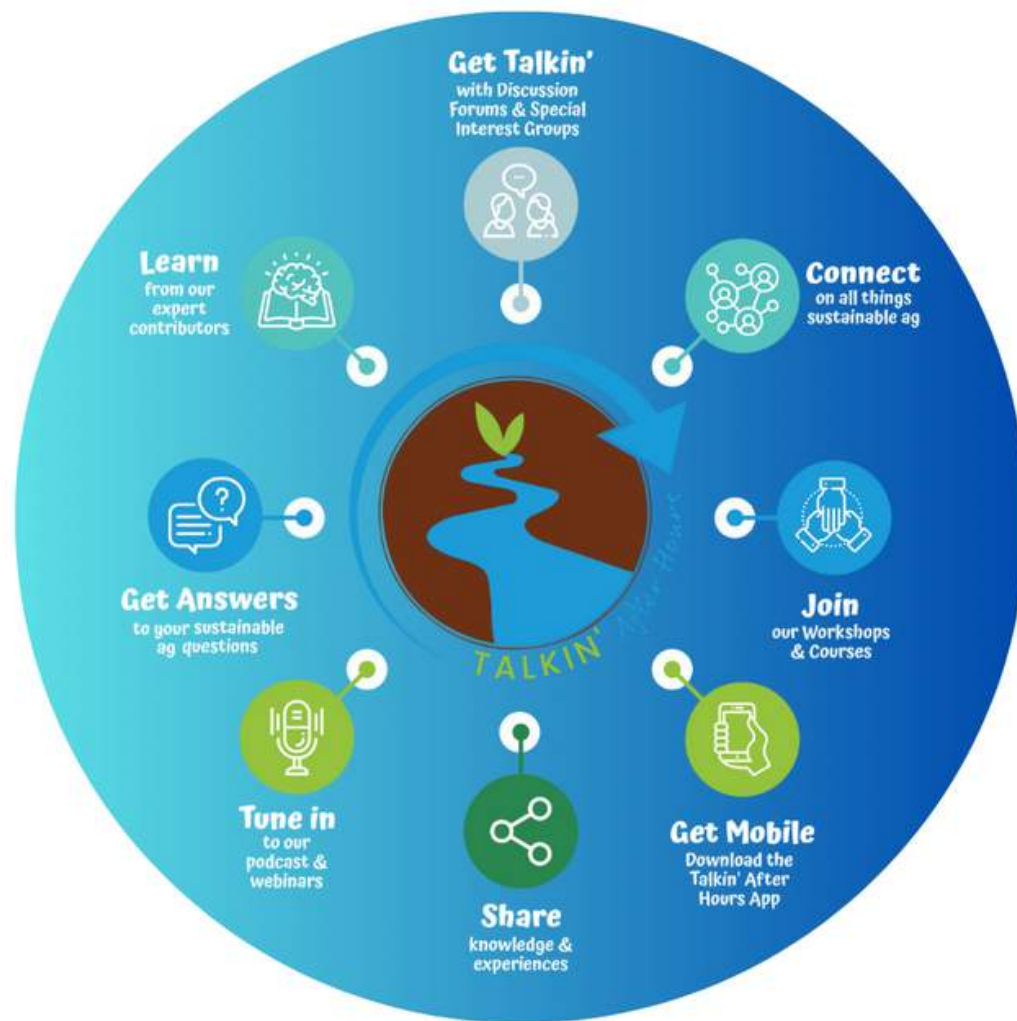 Get Talkin'
with Discussion
Forums & Special
Interest Groups
Connect
on all things
sustainable ag
Join
our Workshops
& Courses
Get Mobile
Download the
Talkin' After
Hours App
Share
knowledge &
experiences
Tune in
to our
podcast &
webinars
Get Answers
to your sustainable
ag questions
?
Learn
from our
expert
contributors
TALKIN' After Hours